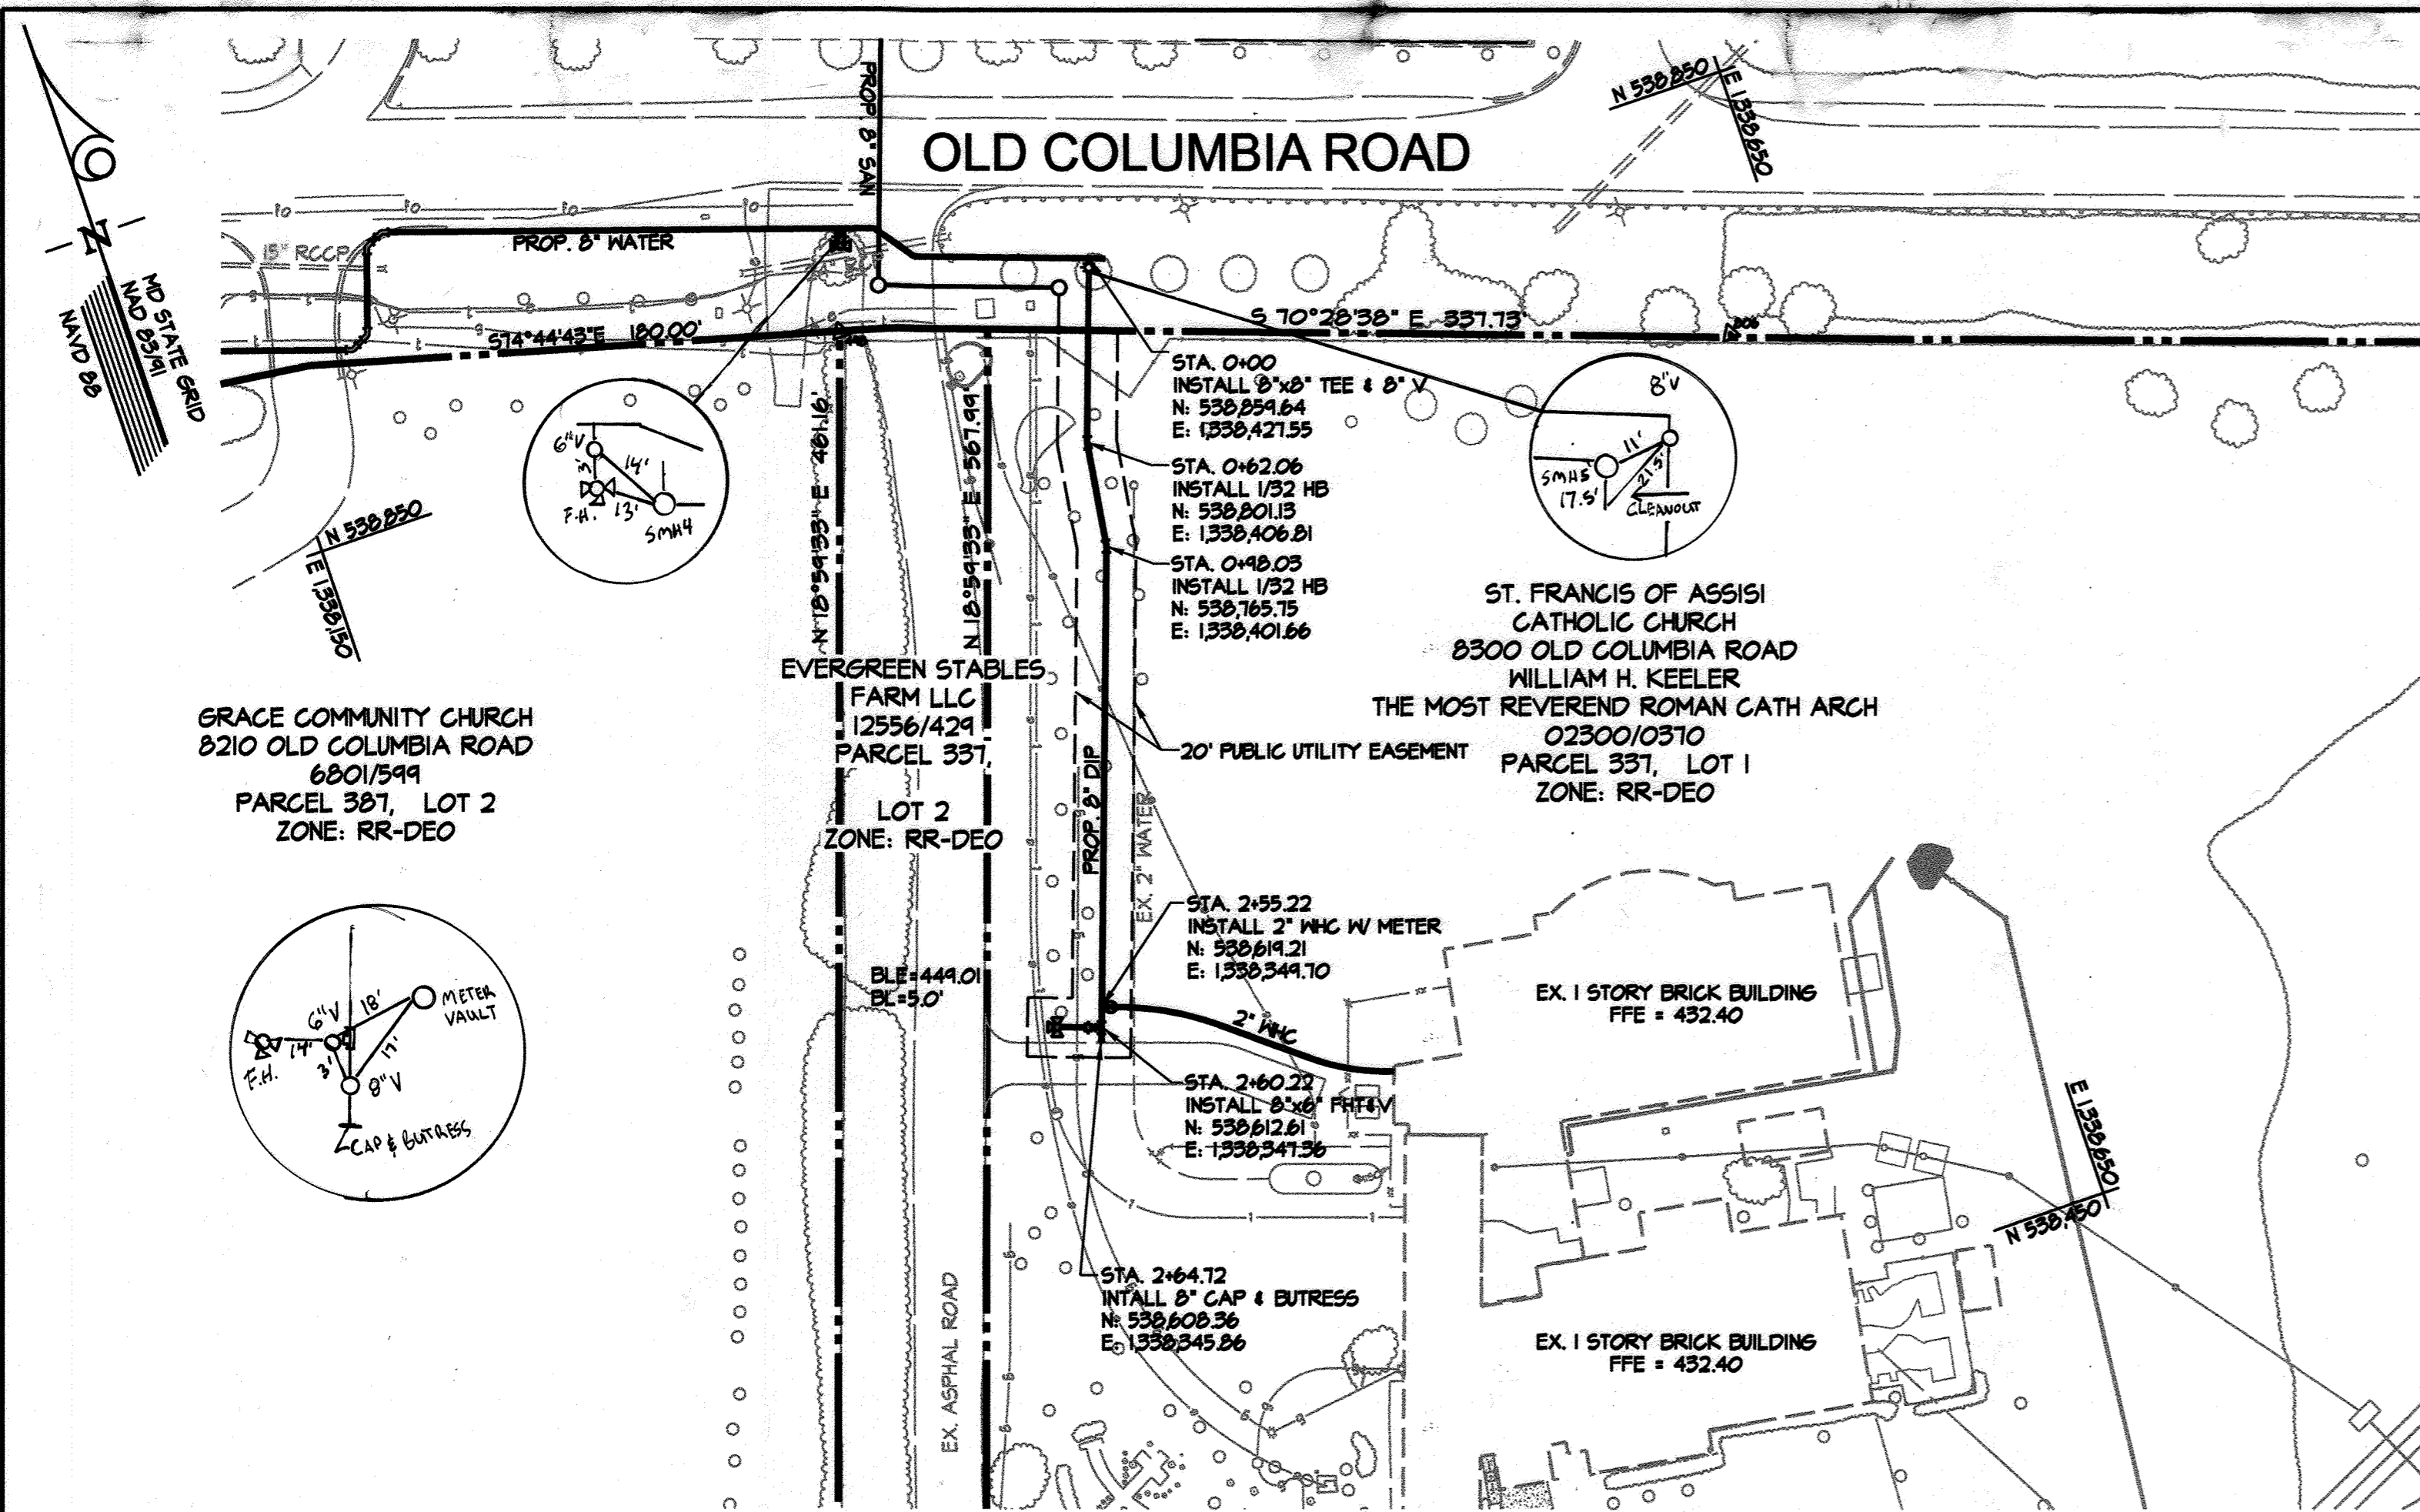 OLD COLUMBIA ROAD
PROP. 8" SAN
N 538,850
E 1,338,650
N
MD STATE GRID
NAD 83/91
NAVD 88
15" RCCP
PROP. 8" WATER
S74°44'43"E 180.00'
S 70°28'38" E 337.73'
STA. 0+00
INSTALL 8"x8" TEE & 8" V
N: 538,859.64
E: 1,338,427.55
STA. 0+62.06
INSTALL 1/32 HB
N: 538,801.13
E: 1,338,406.81
STA. 0+98.03
INSTALL 1/32 HB
N: 538,765.75
E: 1,338,401.66
6"V
3'
14'
F.H.
13'
SMH4
8"V
11'
SMH5
21.5'
17.5'
CLEANOUT
N 18°59'33" E 461.16'
N 18°59'33" E 567.99'
N 538,850
E 1,338,150
ST. FRANCIS OF ASSISI
CATHOLIC CHURCH
8300 OLD COLUMBIA ROAD
WILLIAM H. KEELER
THE MOST REVEREND ROMAN CATH ARCH
02300/0370
PARCEL 337, LOT 1
ZONE: RR-DEO
EVERGREEN STABLES
FARM LLC
12556/429
PARCEL 337,
LOT 2
ZONE: RR-DEO
GRACE COMMUNITY CHURCH
8210 OLD COLUMBIA ROAD
6801/599
PARCEL 387, LOT 2
ZONE: RR-DEO
20' PUBLIC UTILITY EASEMENT
PROP. 8" DIP
EX. 2" WATER
STA. 2+55.22
INSTALL 2" WHC W/ METER
N: 538,619.21
E: 1,338,349.70
BLE=449.01
BL=5.0'
2" WHC
6"V
18'
METER
VAULT
14'
F.H.
3'
17'
8"V
CAP & BUTRESS
STA. 2+60.22
INSTALL 8"x6" FHT&V
N: 538,612.61
E: 1,338,347.36
EX. 1 STORY BRICK BUILDING
FFE = 432.40
E 1,338,650
N 538,450
STA. 2+64.72
INTALL 8" CAP & BUTRESS
N: 538,608.36
E: 1,338,345.86
EX. ASPHAL ROAD
EX. 1 STORY BRICK BUILDING
FFE = 432.40